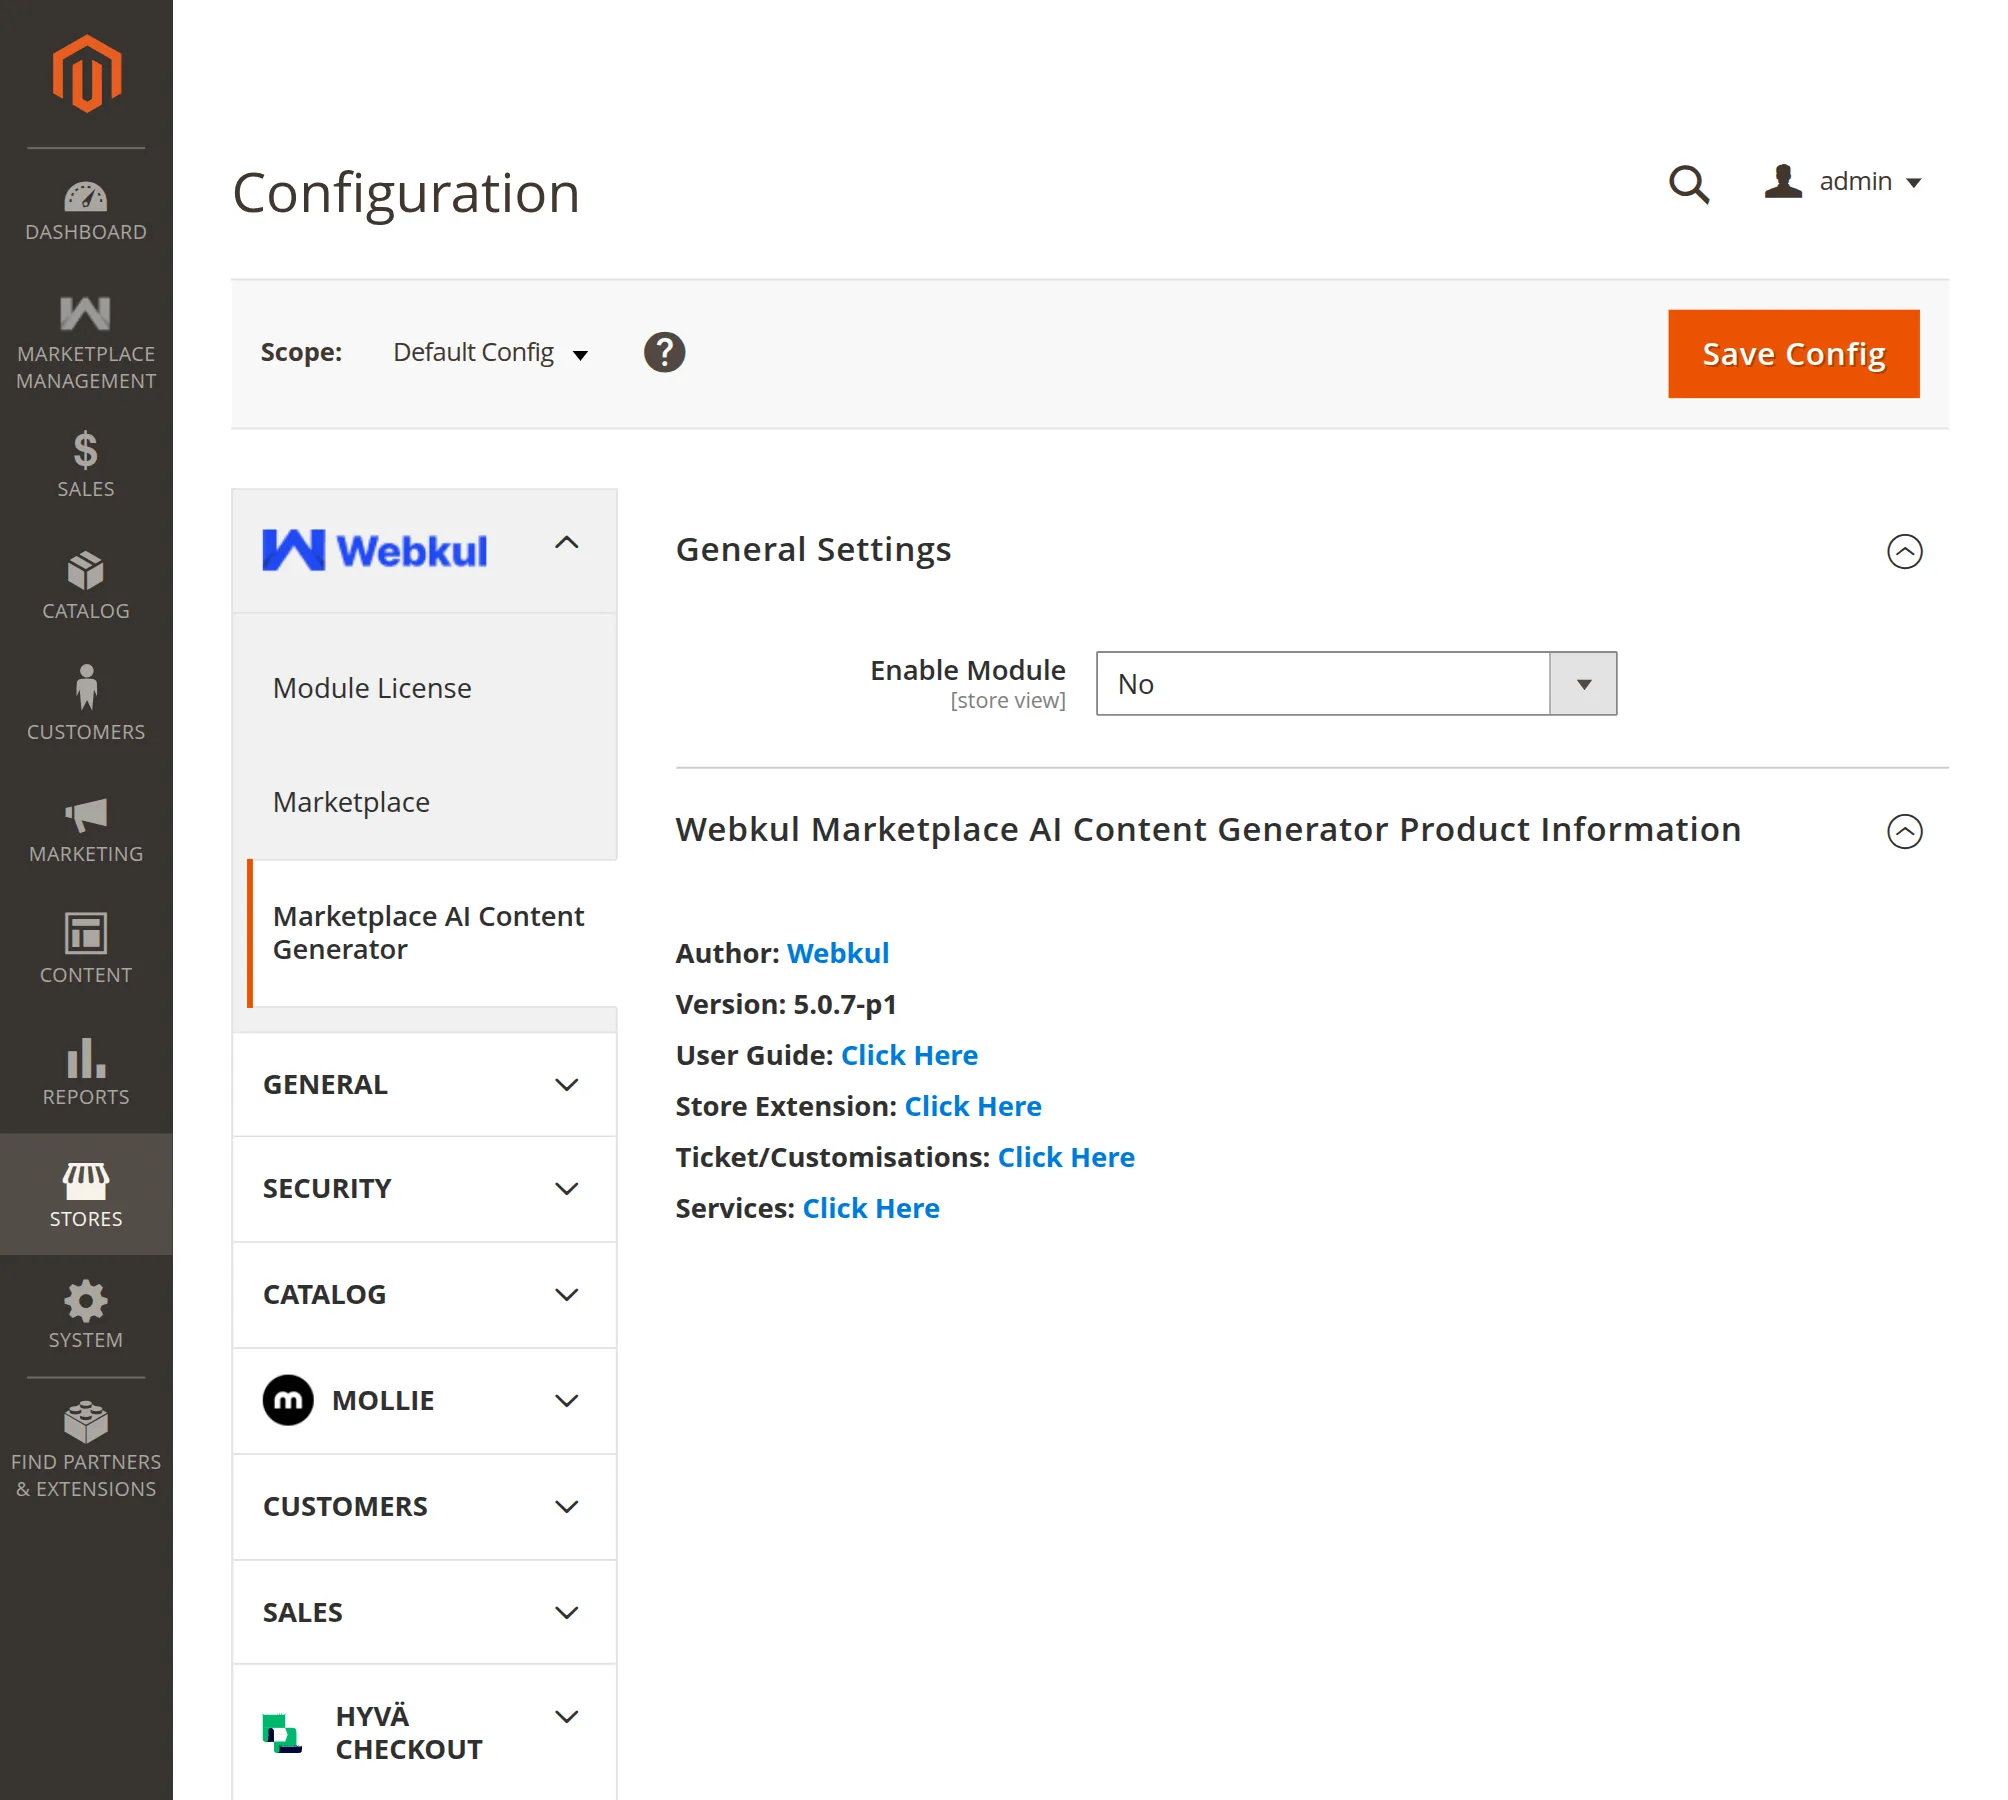 DASHBOARD
MARKETPLACE
MANAGEMENT
SALES
CATALOG
CUSTOMERS
MARKETING
CONTENT
REPORTS
STORES
SYSTEM
FIND PARTNERS
& EXTENSIONS
Configuration
admin
Scope: Default Config ?
Save Config
Webkul
Module License
Marketplace
Marketplace AI Content
Generator
GENERAL
SECURITY
CATALOG
m MOLLIE
CUSTOMERS
SALES
HYVÄ
CHECKOUT
General Settings
Enable Module No
[store view]
Webkul Marketplace AI Content Generator Product Information
Author: Webkul
Version: 5.0.7-p1
User Guide: Click Here
Store Extension: Click Here
Ticket/Customisations: Click Here
Services: Click Here